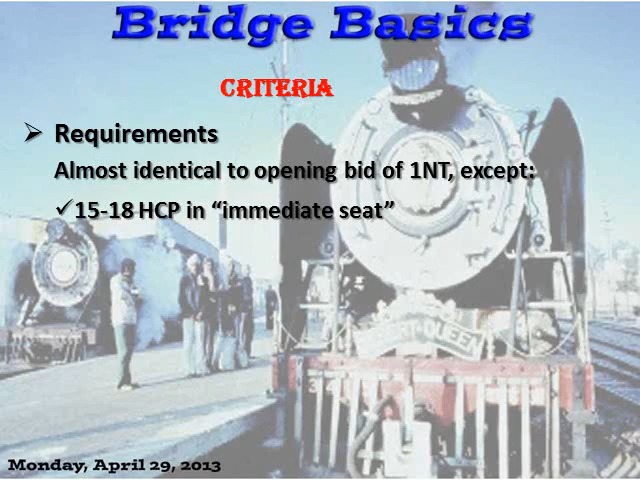 Bridge Basics
CRITERIA
Requirements
Almost identical to opening bid of 1NT, except:
15-18 HCP in “immediate seat”
QUEEN
Monday, April 29, 2013